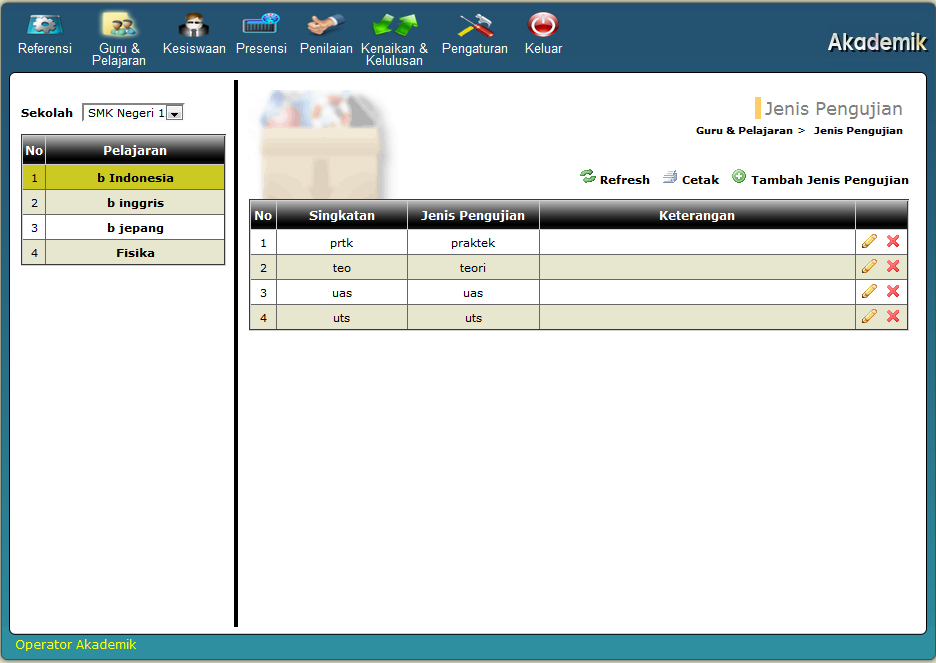 Referensi
Guru &
Pelajaran
Kesiswaan
Presensi
Penilaian
Kenaikan &
Kelulusan
Pengaturan
Keluar
Akademik
Sekolah SMK Negeri 1
No Pelajaran
1 b Indonesia
2 b inggris
3 b jepang
4 Fisika
Jenis Pengujian
Guru & Pelajaran > Jenis Pengujian
Refresh Cetak Tambah Jenis Pengujian
No Singkatan Jenis Pengujian Keterangan
1 prtk praktek
2 teo teori
3 uas uas
4 uts uts
Operator Akademik